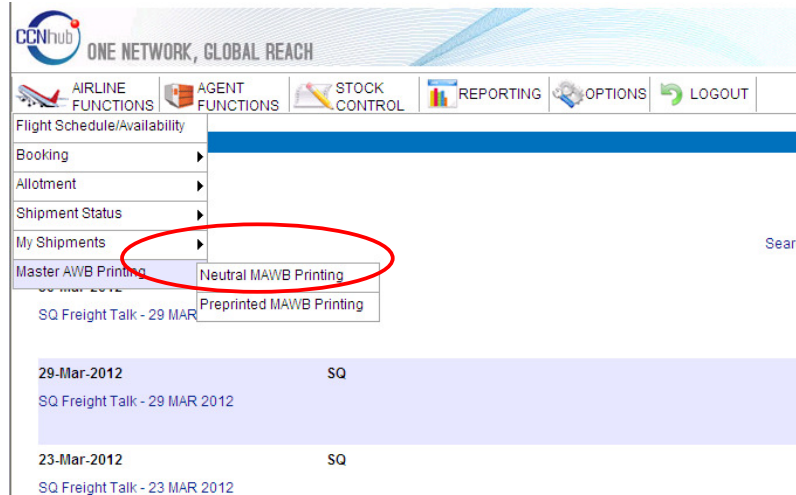 CCNhub
ONE NETWORK, GLOBAL REACH
AIRLINE FUNCTIONS
AGENT FUNCTIONS
STOCK CONTROL
REPORTING
OPTIONS
LOGOUT
Flight Schedule/Availability
Booking
Allotment
Shipment Status
My Shipments
Sear
Master AWB Printing
Neutral MAWB Printing
Preprinted MAWB Printing
SQ Freight Talk - 29 MAR
29-Mar-2012 SQ
SQ Freight Talk - 29 MAR 2012
23-Mar-2012 SQ
SQ Freight Talk - 23 MAR 2012